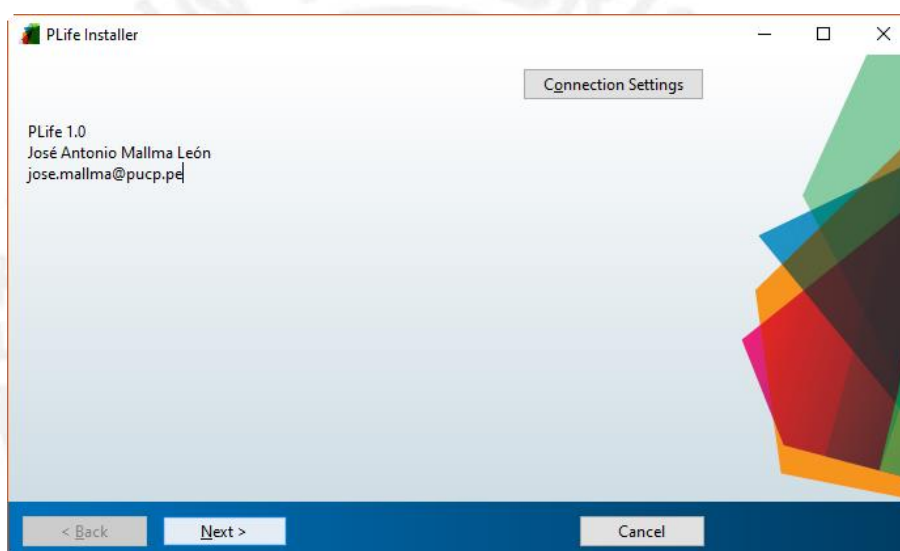 PLife Installer
Connection Settings
PLife 1.0
José Antonio Mallma León
jose.mallma@pucp.pe
< Back
Next >
Cancel